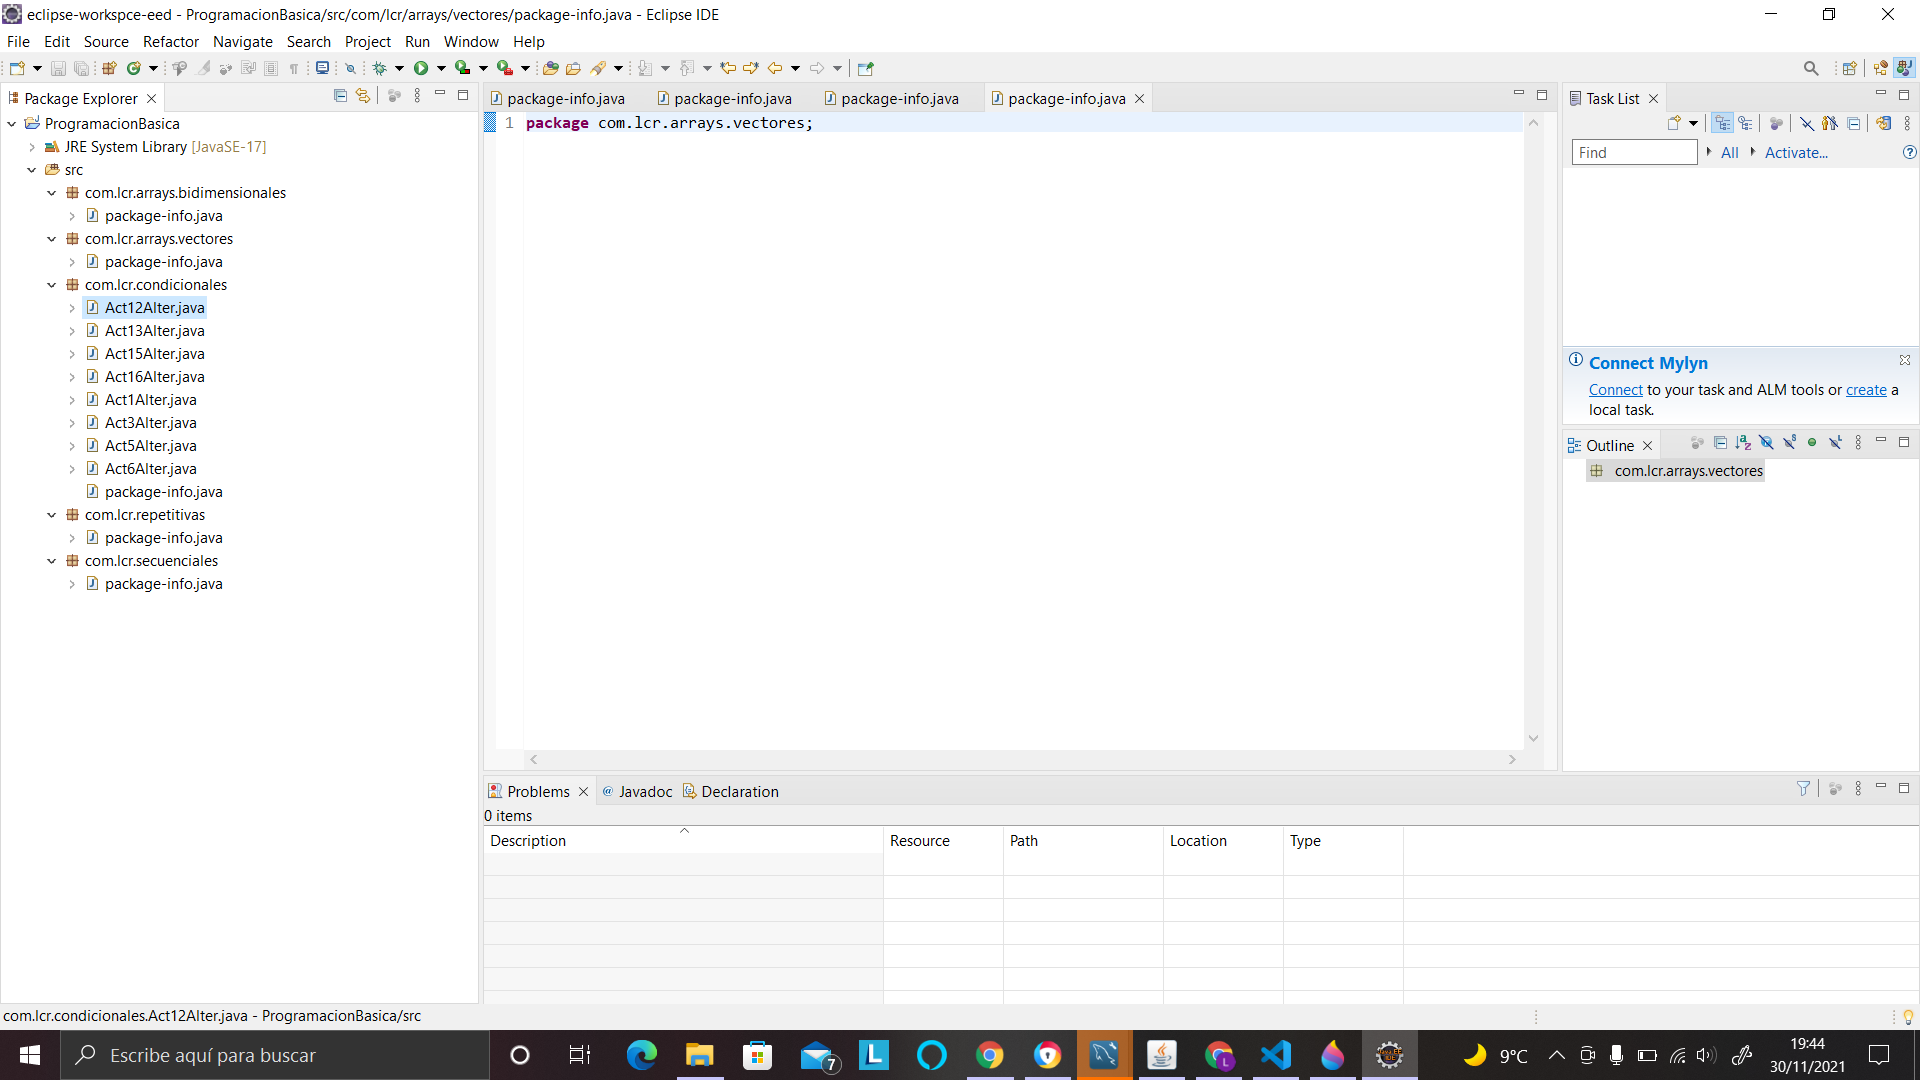 eclipse-workspce-eed - ProgramacionBasica/src/com/lcr/arrays/vectores/package-info.java - Eclipse IDE
File Edit Source Refactor Navigate Search Project Run Window Help
Package Explorer
ProgramacionBasica
JRE System Library [JavaSE-17]
src
com.lcr.arrays.bidimensionales
package-info.java
com.lcr.arrays.vectores
package-info.java
com.lcr.condicionales
Act12Alter.java
Act13Alter.java
Act15Alter.java
Act16Alter.java
Act1Alter.java
Act3Alter.java
Act5Alter.java
Act6Alter.java
package-info.java
com.lcr.repetitivas
package-info.java
com.lcr.secuenciales
package-info.java
package-info.java package-info.java package-info.java package-info.java
1 package com.lcr.arrays.vectores;
Task List
Find All Activate...
Connect Mylyn
Connect to your task and ALM tools or create a
local task.
Outline
com.lcr.arrays.vectores
Problems Javadoc Declaration
0 items
Description Resource Path Location Type
com.lcr.condicionales.Act12Alter.java - ProgramacionBasica/src
Escribe aquí para buscar
7
L
L
9°C
19:44
30/11/2021